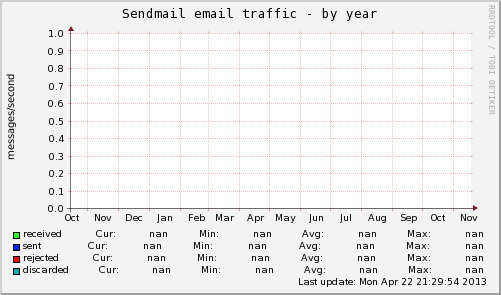 Sendmail email traffic - by year
RRDTOOL / TOBI OETIKER
messages/second
1.0
0.9
0.8
0.7
0.6
0.5
0.4
0.3
0.2
0.1
0.0
Oct Nov Dec Jan Feb Mar Apr May Jun Jul Aug Sep Oct Nov
received Cur: nan Min: nan Avg: nan Max: nan
sent Cur: nan Min: nan Avg: nan Max: nan
rejected Cur: nan Min: nan Avg: nan Max: nan
discarded Cur: nan Min: nan Avg: nan Max: nan
Last update: Mon Apr 22 21:29:54 2013